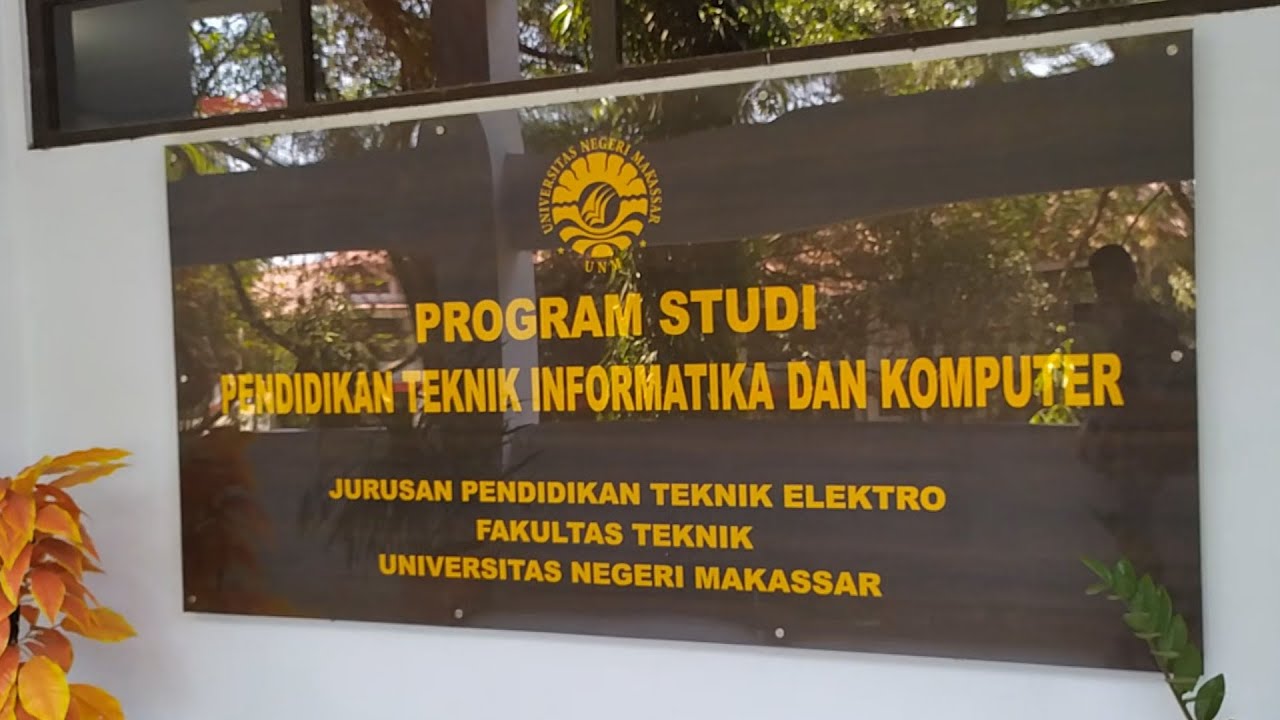 UNIVERSITAS NEGERI MAKASSAR
UNM
PROGRAM STUDI
PENDIDIKAN TEKNIK INFORMATIKA DAN KOMPUTER
JURUSAN PENDIDIKAN TEKNIK ELEKTRO
FAKULTAS TEKNIK
UNIVERSITAS NEGERI MAKASSAR